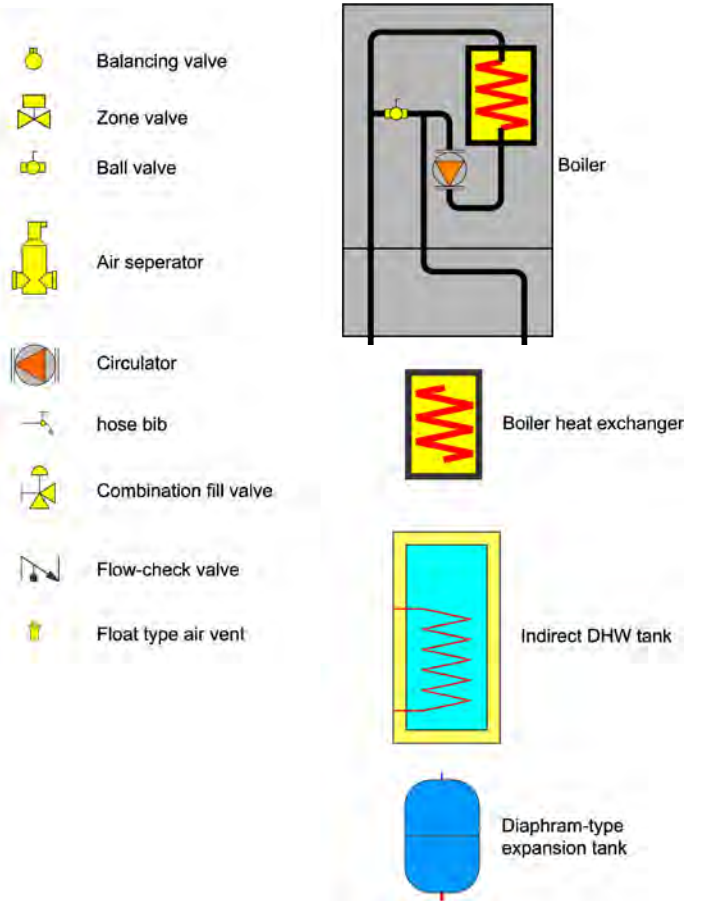 Balancing valve
Zone valve
Ball valve
Air seperator
Circulator
hose bib
Combination fill valve
Flow-check valve
Float type air vent
Boiler
Boiler heat exchanger
Indirect DHW tank
Diaphram-type
expansion tank